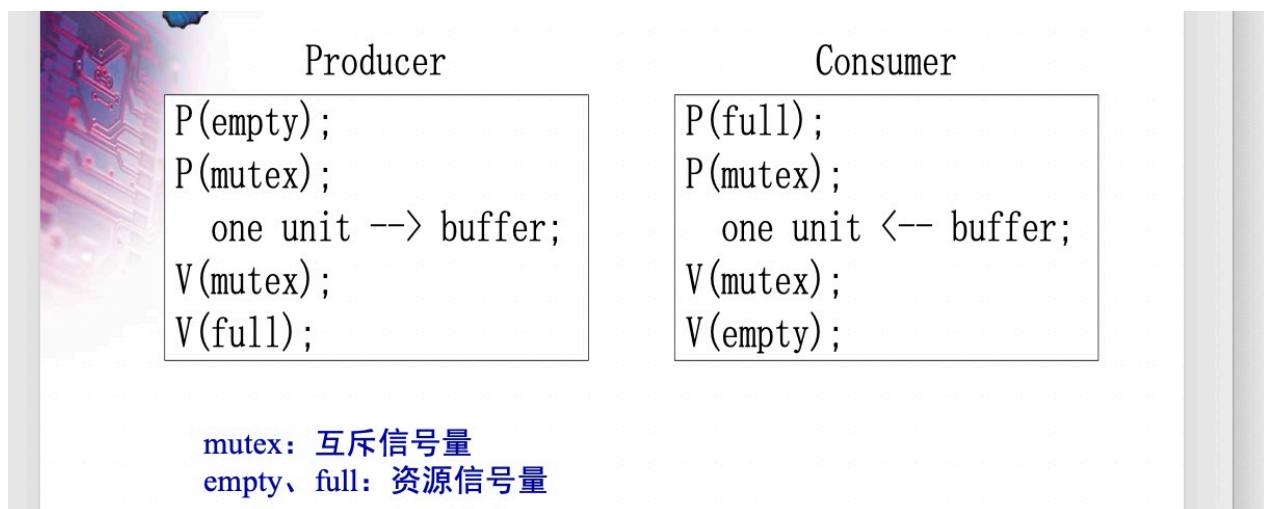 Producer
P(empty);
P(mutex);
one unit --> buffer;
V(mutex);
V(full);
Consumer
P(full);
P(mutex);
one unit <-- buffer;
V(mutex);
V(empty);
mutex：互斥信号量
empty、full：资源信号量